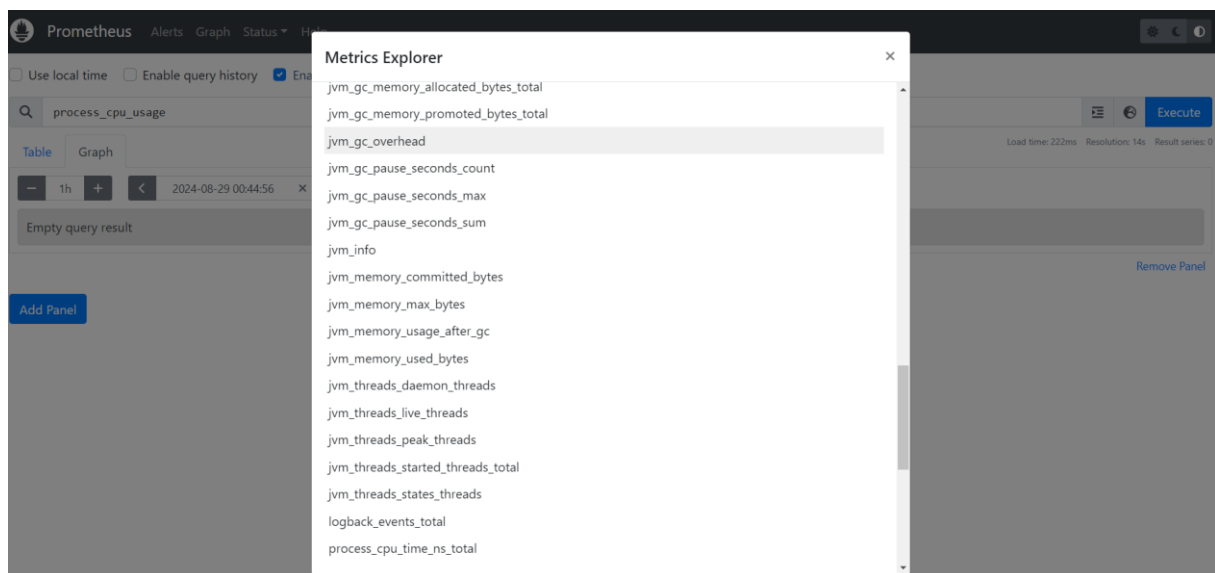 Prometheus Alerts Graph Status
Metrics Explorer ×
Use local time Enable query history
jvm_gc_memory_allocated_bytes_total
process_cpu_usage
Execute
jvm_gc_memory_promoted_bytes_total
jvm_gc_overhead
Load time: 222ms Resolution: 14s Result series: 0
Table Graph
jvm_gc_pause_seconds_count
1h 2024-08-29 00:44:56 ×
jvm_gc_pause_seconds_max
jvm_gc_pause_seconds_sum
Empty query result
jvm_info
Remove Panel
jvm_memory_committed_bytes
jvm_memory_max_bytes
Add Panel
jvm_memory_usage_after_gc
jvm_memory_used_bytes
jvm_threads_daemon_threads
jvm_threads_live_threads
jvm_threads_peak_threads
jvm_threads_started_threads_total
jvm_threads_states_threads
logback_events_total
process_cpu_time_ns_total